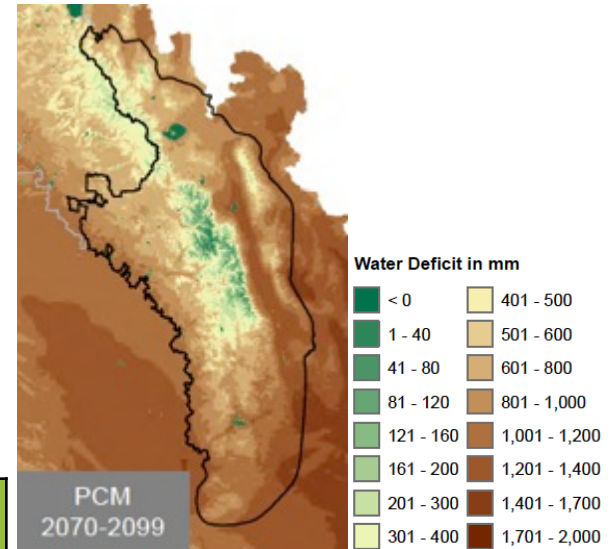 Water Deficit in mm
< 0
1 - 40
41 - 80
81 - 120
121 - 160
161 - 200
201 - 300
301 - 400
401 - 500
501 - 600
601 - 800
801 - 1,000
1,001 - 1,200
1,201 - 1,400
1,401 - 1,700
1,701 - 2,000
PCM
2070-2099